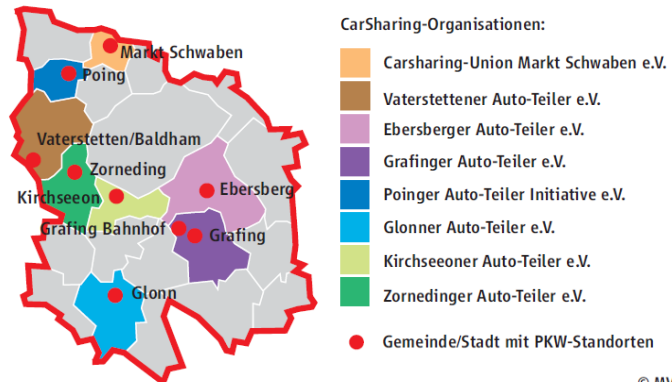 CarSharing-Organisationen:
Markt Schwaben
Poing
Vaterstetten/Baldham
Zorneding
Kirchseeon
Ebersberg
Grafing Bahnhof
Grafing
Glonn
Carsharing-Union Markt Schwaben e.V.
Vaterstettener Auto-Teiler e.V.
Ebersberger Auto-Teiler e.V.
Grafinger Auto-Teiler e.V.
Poinger Auto-Teiler Initiative e.V.
Glonner Auto-Teiler e.V.
Kirchseeoner Auto-Teiler e.V.
Zornedinger Auto-Teiler e.V.
Gemeinde/Stadt mit PKW-Standorten